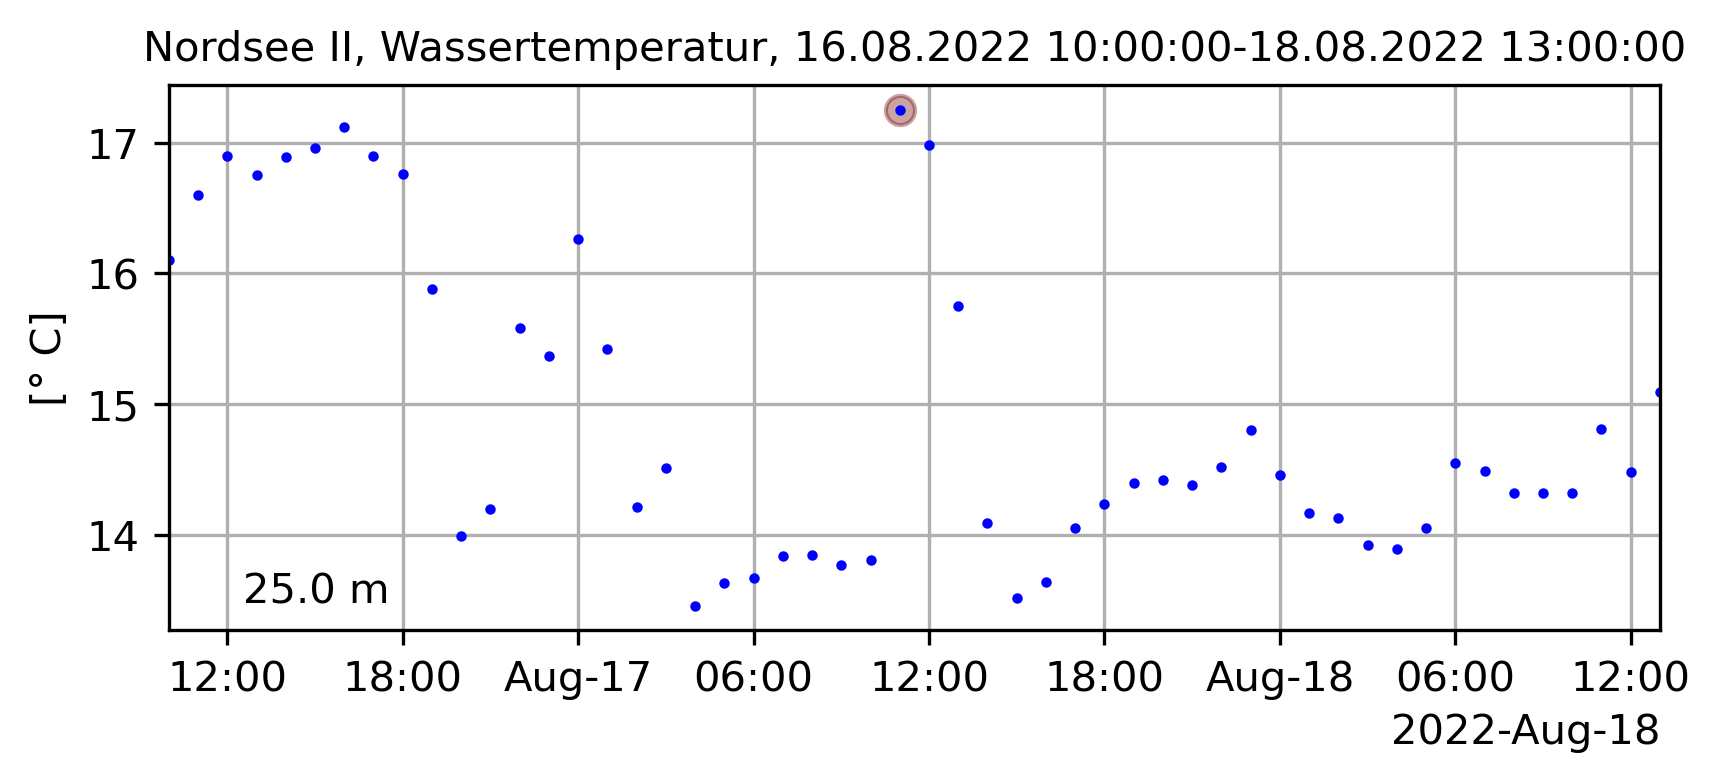 Nordsee II, Wassertemperatur, 16.08.2022 10:00:00-18.08.2022 13:00:00
[° C]
17
16
15
14
25.0 m
12:00 18:00 Aug-17 06:00 12:00 18:00 Aug-18 06:00 12:00
2022-Aug-18